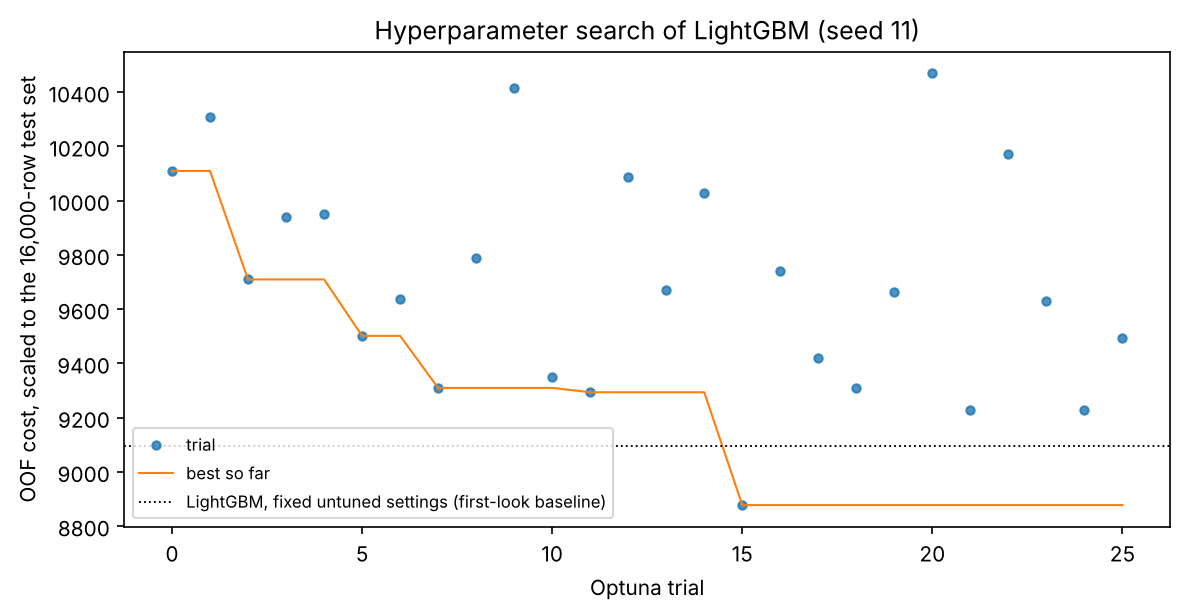 Hyperparameter search of LightGBM (seed 11)
OOF cost, scaled to the 16,000-row test set
10400
10200
10000
9800
9600
9400
9200
9000
8800
trial
best so far
LightGBM, fixed untuned settings (first-look baseline)
0 5 10 15 20 25
Optuna trial